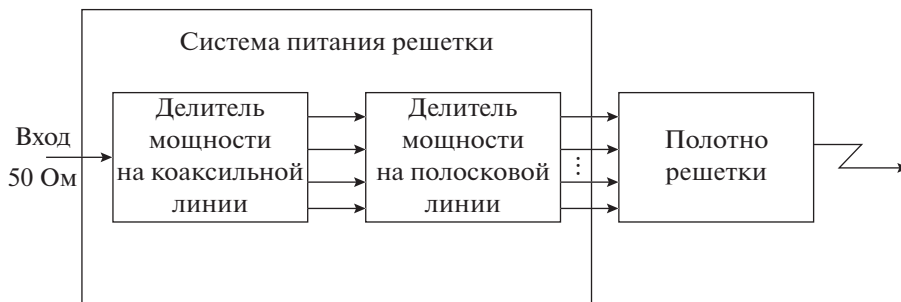 Система питания решетки
Вход
50 Ом
Делитель
мощности
на коаксильной
линии
Делитель
мощности
на полосковой
линии
Полотно
решетки